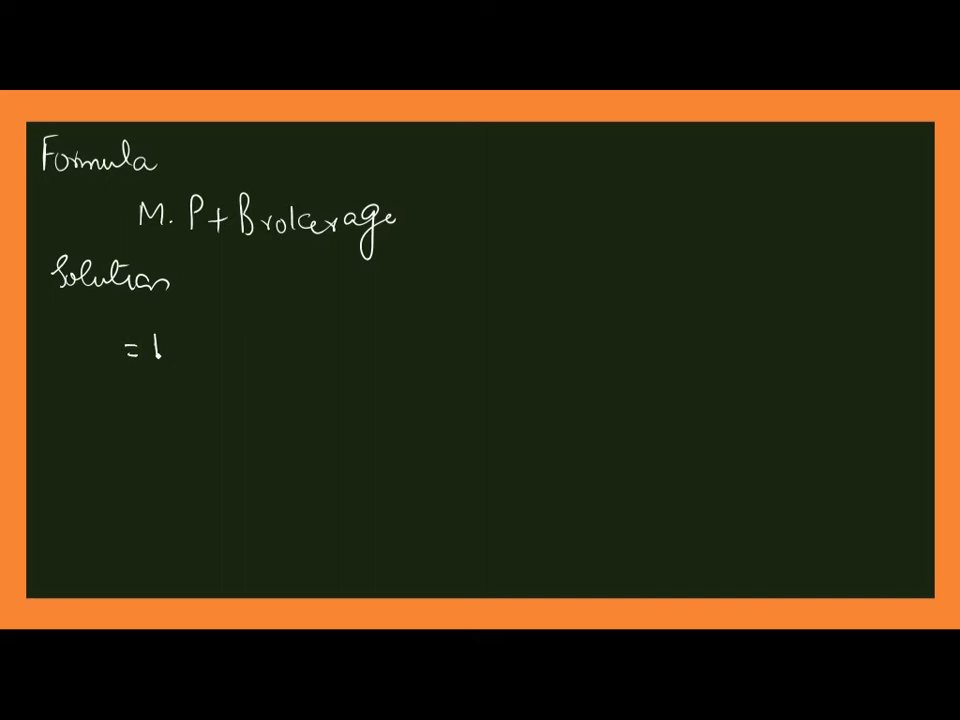 Formula
M. P + Brokerage
Solution
= 1